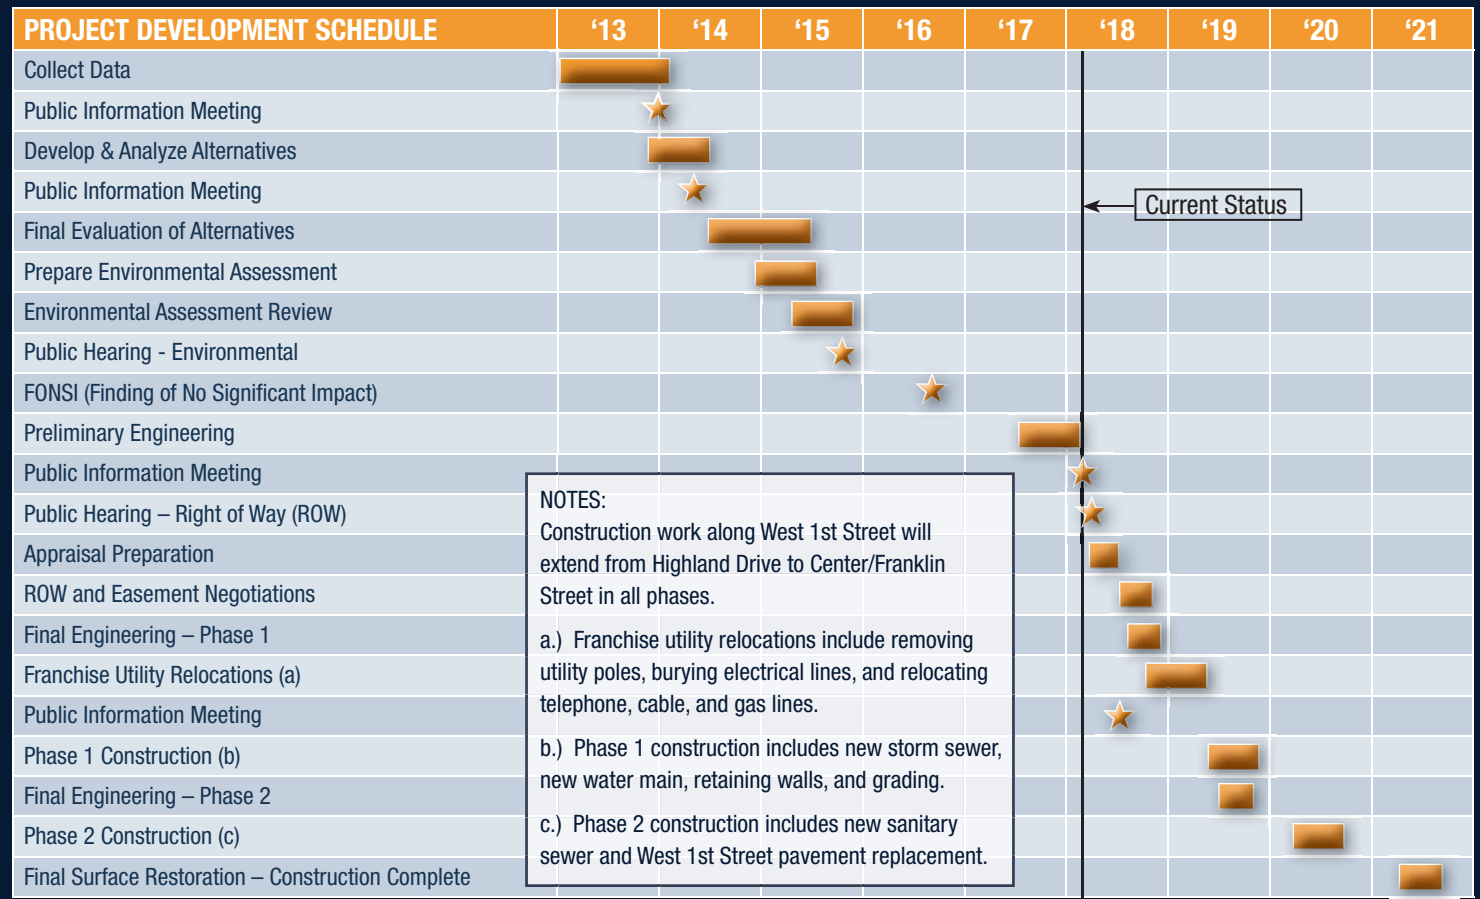 PROJECT DEVELOPMENT SCHEDULE ‘13 ‘14 ‘15 ‘16 ‘17 ‘18 ‘19 ‘20 ‘21
Collect Data
Public Information Meeting
Develop & Analyze Alternatives
Public Information Meeting
Current Status
Final Evaluation of Alternatives
Prepare Environmental Assessment
Environmental Assessment Review
Public Hearing - Environmental
FONSI (Finding of No Significant Impact)
Preliminary Engineering
Public Information Meeting
Public Hearing – Right of Way (ROW)
Appraisal Preparation
ROW and Easement Negotiations
Final Engineering – Phase 1
Franchise Utility Relocations (a)
Public Information Meeting
Phase 1 Construction (b)
Final Engineering – Phase 2
Phase 2 Construction (c)
Final Surface Restoration – Construction Complete
NOTES:
Construction work along West 1st Street will
extend from Highland Drive to Center/Franklin
Street in all phases.
a.) Franchise utility relocations include removing
utility poles, burying electrical lines, and relocating
telephone, cable, and gas lines.
b.) Phase 1 construction includes new storm sewer,
new water main, retaining walls, and grading.
c.) Phase 2 construction includes new sanitary
sewer and West 1st Street pavement replacement.